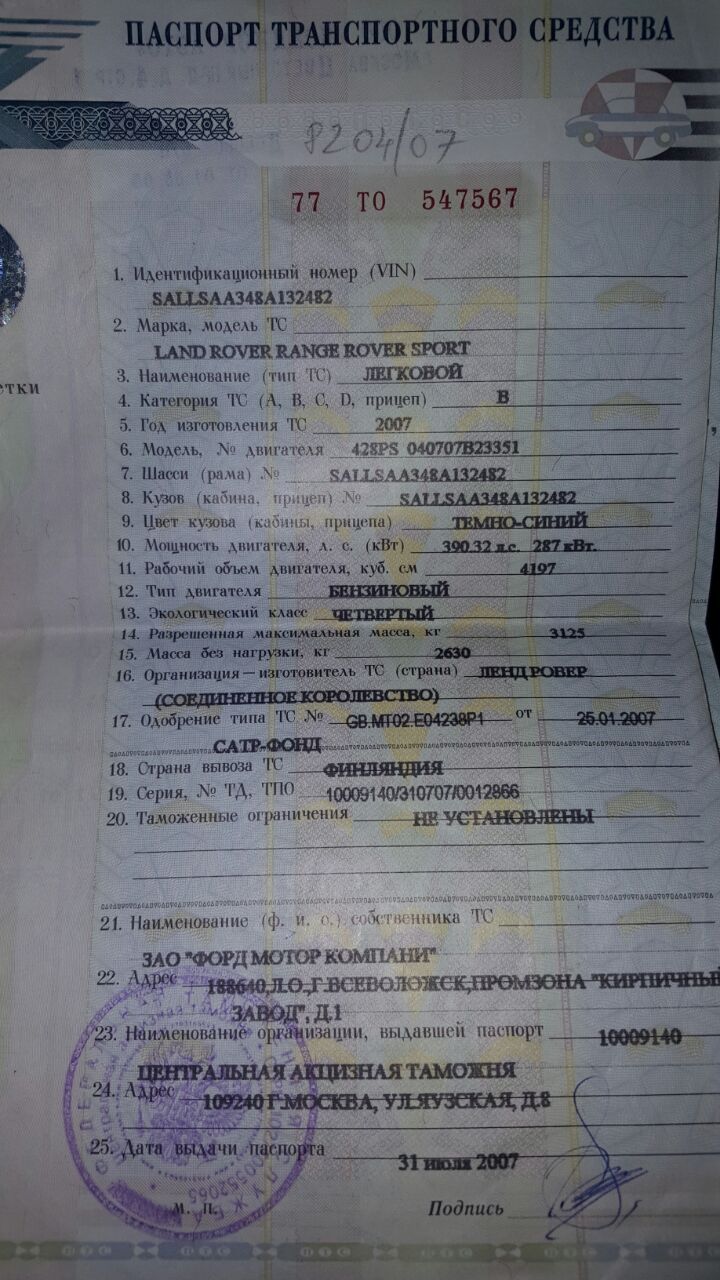 ПАСПОРТ ТРАНСПОРТНОГО СРЕДСТВА
8204/07
77 ТО 547567
1. Идентификационный номер (VIN)
SALLSAA348A132482
2. Марка, модель ТС
LAND ROVER RANGE ROVER SPORT
3. Наименование (тип ТС) ЛЕГКОВОЙ
етки
4. Категория ТС (А, В, С, D, прицеп) В
5. Год изготовления ТС 2007
6. Модель, № двигателя 428PS 040707B23351
7. Шасси (рама) № SALLSAA348A132482
8. Кузов (кабина, прицеп) № SALLSAA348A132482
9. Цвет кузова (кабины, прицепа) ТЕМНО-СИНИЙ
10. Мощность двигателя, л. с. (кВт) 390.32 л.с. 287 кВт.
11. Рабочий объем двигателя, куб. см 4197
12. Тип двигателя БЕНЗИНОВЫЙ
13. Экологический класс ЧЕТВЕРТЫЙ
14. Разрешенная максимальная масса, кг 3125
15. Масса без нагрузки, кг 2630
16. Организация—изготовитель ТС (страна) ЛЕНД РОВЕР
(СОЕДИНЕННОЕ КОРОЛЕВСТВО)
17. Одобрение типа ТС № GB.MT02.E04238P1 от 25.01.2007
САТР-ФОНД
18. Страна вывоза ТС ФИНЛЯНДИЯ
19. Серия, № ТД, ТПО 10009140/310707/0012866
20. Таможенные ограничения НЕ УСТАНОВЛЕНЫ
21. Наименование (ф. и. о.) собственника ТС
ЗАО "ФОРД МОТОР КОМПАНИ"
22. Адрес 188640,Л.О.,Г.ВСЕВОЛОЖСК,ПРОМЗОНА "КИРПИЧНЫЙ
ЗАВОД", Д.1
23. Наименование организации, выдавшей паспорт 10009140
ЦЕНТРАЛЬНАЯ АКЦИЗНАЯ ТАМОЖНЯ
24. Адрес 109240 Г.МОСКВА, УЛ.ЯУЗСКАЯ, Д.8
25. Дата выдачи паспорта 31 июля 2007
М. П. Подпись